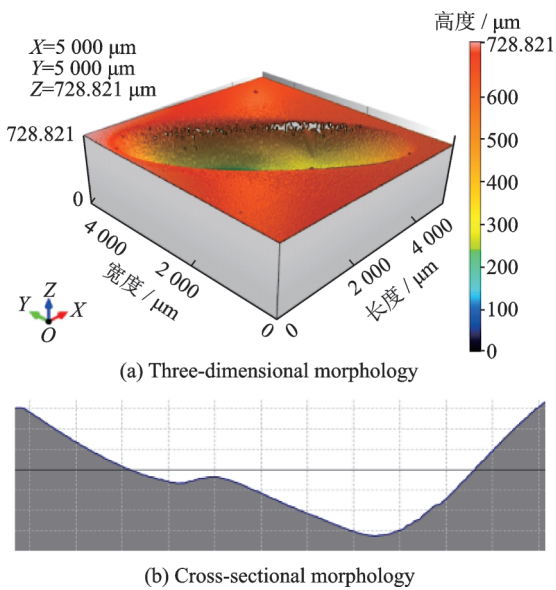 高度 / μm
X=5 000 μm
Y=5 000 μm
Z=728.821 μm
728.821
600
500
400
300
200
100
0
728.821
0
4 000
2 000
0
宽度 / μm
0
2 000
4 000
长度 / μm
Z
Y
X
O
(a) Three-dimensional morphology
(b) Cross-sectional morphology